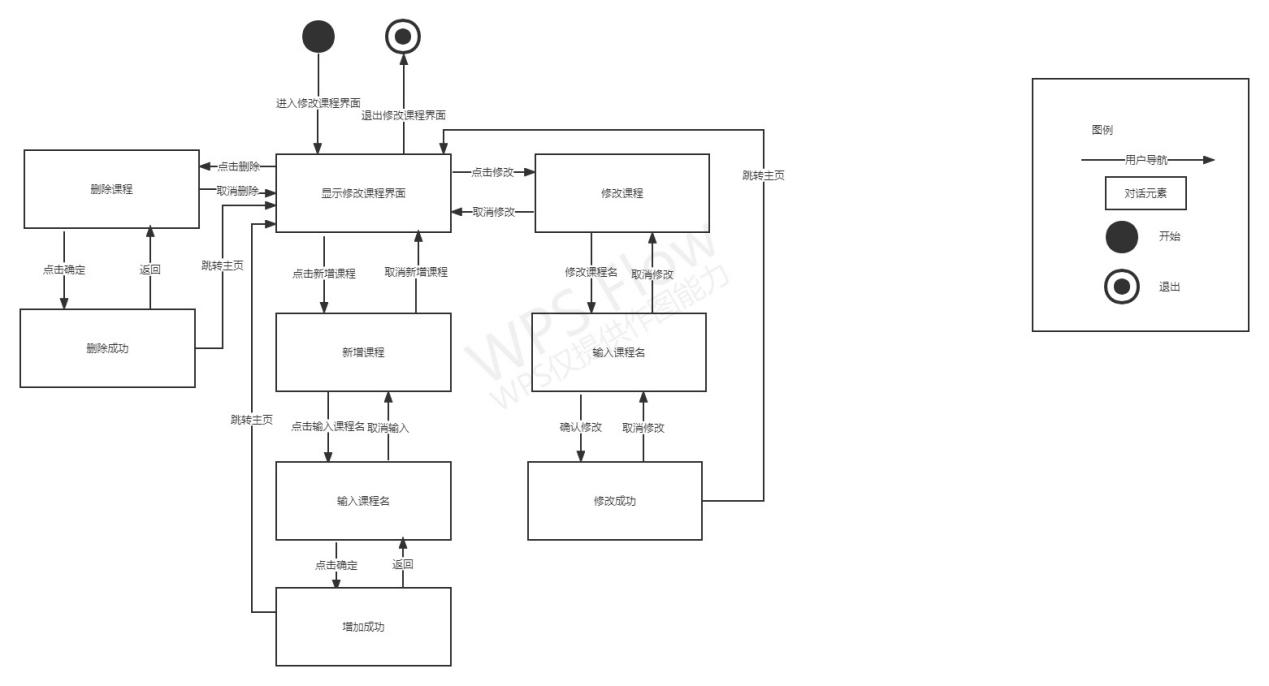 进入修改课程界面
退出修改课程界面
图例
用户导航
对话元素
开始
退出
点击删除
取消删除
删除课程
显示修改课程界面
点击修改
取消修改
修改课程
跳转主页
点击确定
返回
跳转主页
点击新增课程
取消新增课程
修改课程名
取消修改
删除成功
新增课程
输入课程名
跳转主页
点击输入课程名
取消输入
确认修改
取消修改
输入课程名
修改成功
点击确定
返回
增加成功
WPS Flow
WPS仅提供作图能力